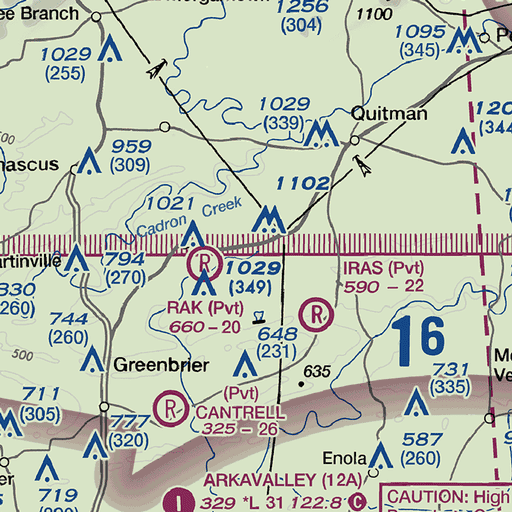 ee Branch
1256
(304)
1100
1029
(255)
1095
(345)
1029
(339)
Quitman
959
(309)
1102
1021
Cadron Creek
794
(270)
1029
(349)
R
IRAS (Pvt)
590 - 22
RAK (Pvt)
660 - 20
R
744
(260)
648
(231)
16
500
Greenbrier
635
731
(335)
711
(305)
R
(Pvt)
CANTRELL
325 - 26
777
(320)
587
(260)
Enola
719
ARKAVALLEY (12A)
329 *L 31 122.8 C
CAUTION: High